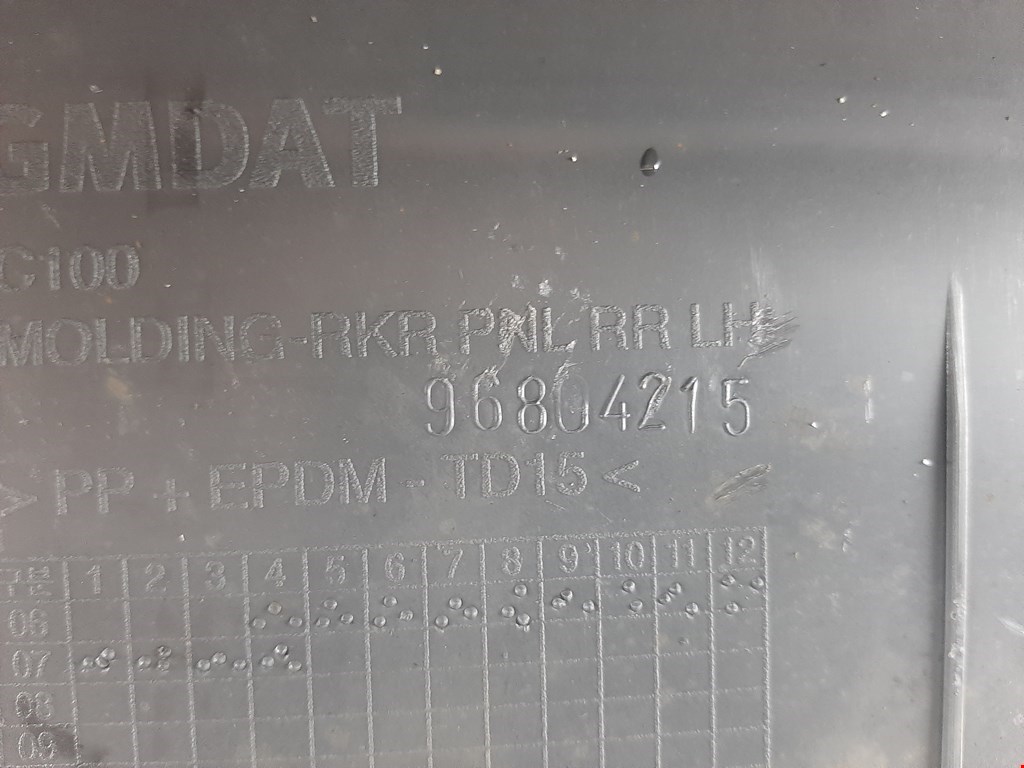 GMDAT
C100
MOLDING-RKR PNL RR LH
96804215
>PP + EPDM - TD15<
1 2 3 4 5 6 7 8 9 10 11 12
06
07
08
09